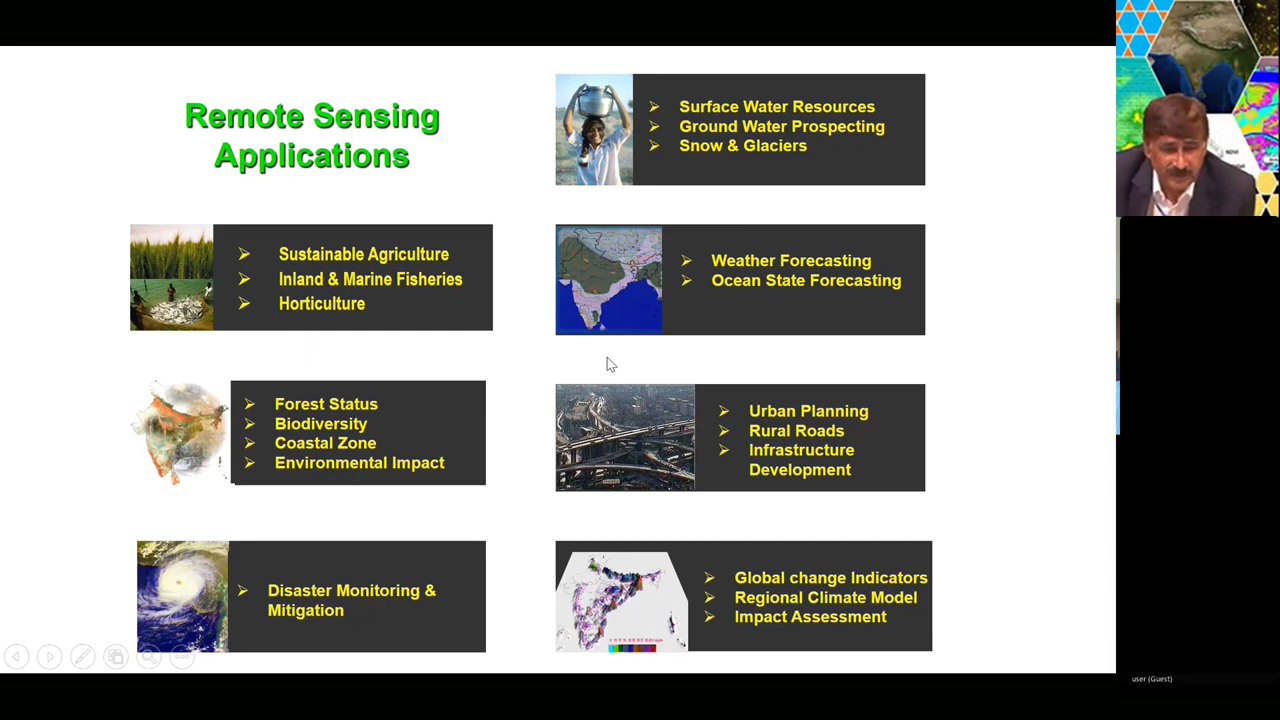 Remote Sensing
Applications
Surface Water Resources
Ground Water Prospecting
Snow & Glaciers
Sustainable Agriculture
Inland & Marine Fisheries
Horticulture
Weather Forecasting
Ocean State Forecasting
Forest Status
Biodiversity
Coastal Zone
Environmental Impact
Urban Planning
Rural Roads
Infrastructure
Development
Disaster Monitoring &
Mitigation
Global change Indicators
Regional Climate Model
Impact Assessment
NDVI
user (Guest)